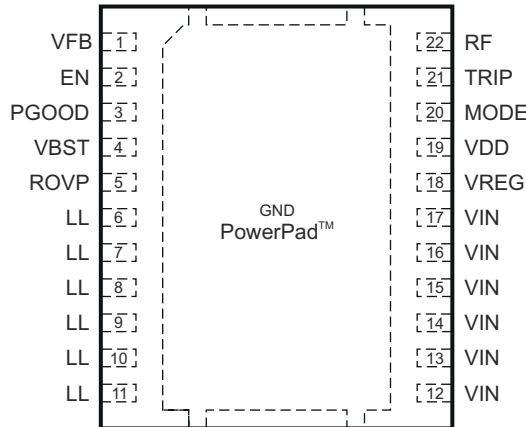 VFB 1 22 RF
EN 2 21 TRIP
PGOOD 3 20 MODE
VBST 4 19 VDD
ROVP 5 18 VREG
LL 6 17 VIN
GND
PowerPad™
LL 7 16 VIN
LL 8 15 VIN
LL 9 14 VIN
LL 10 13 VIN
LL 11 12 VIN